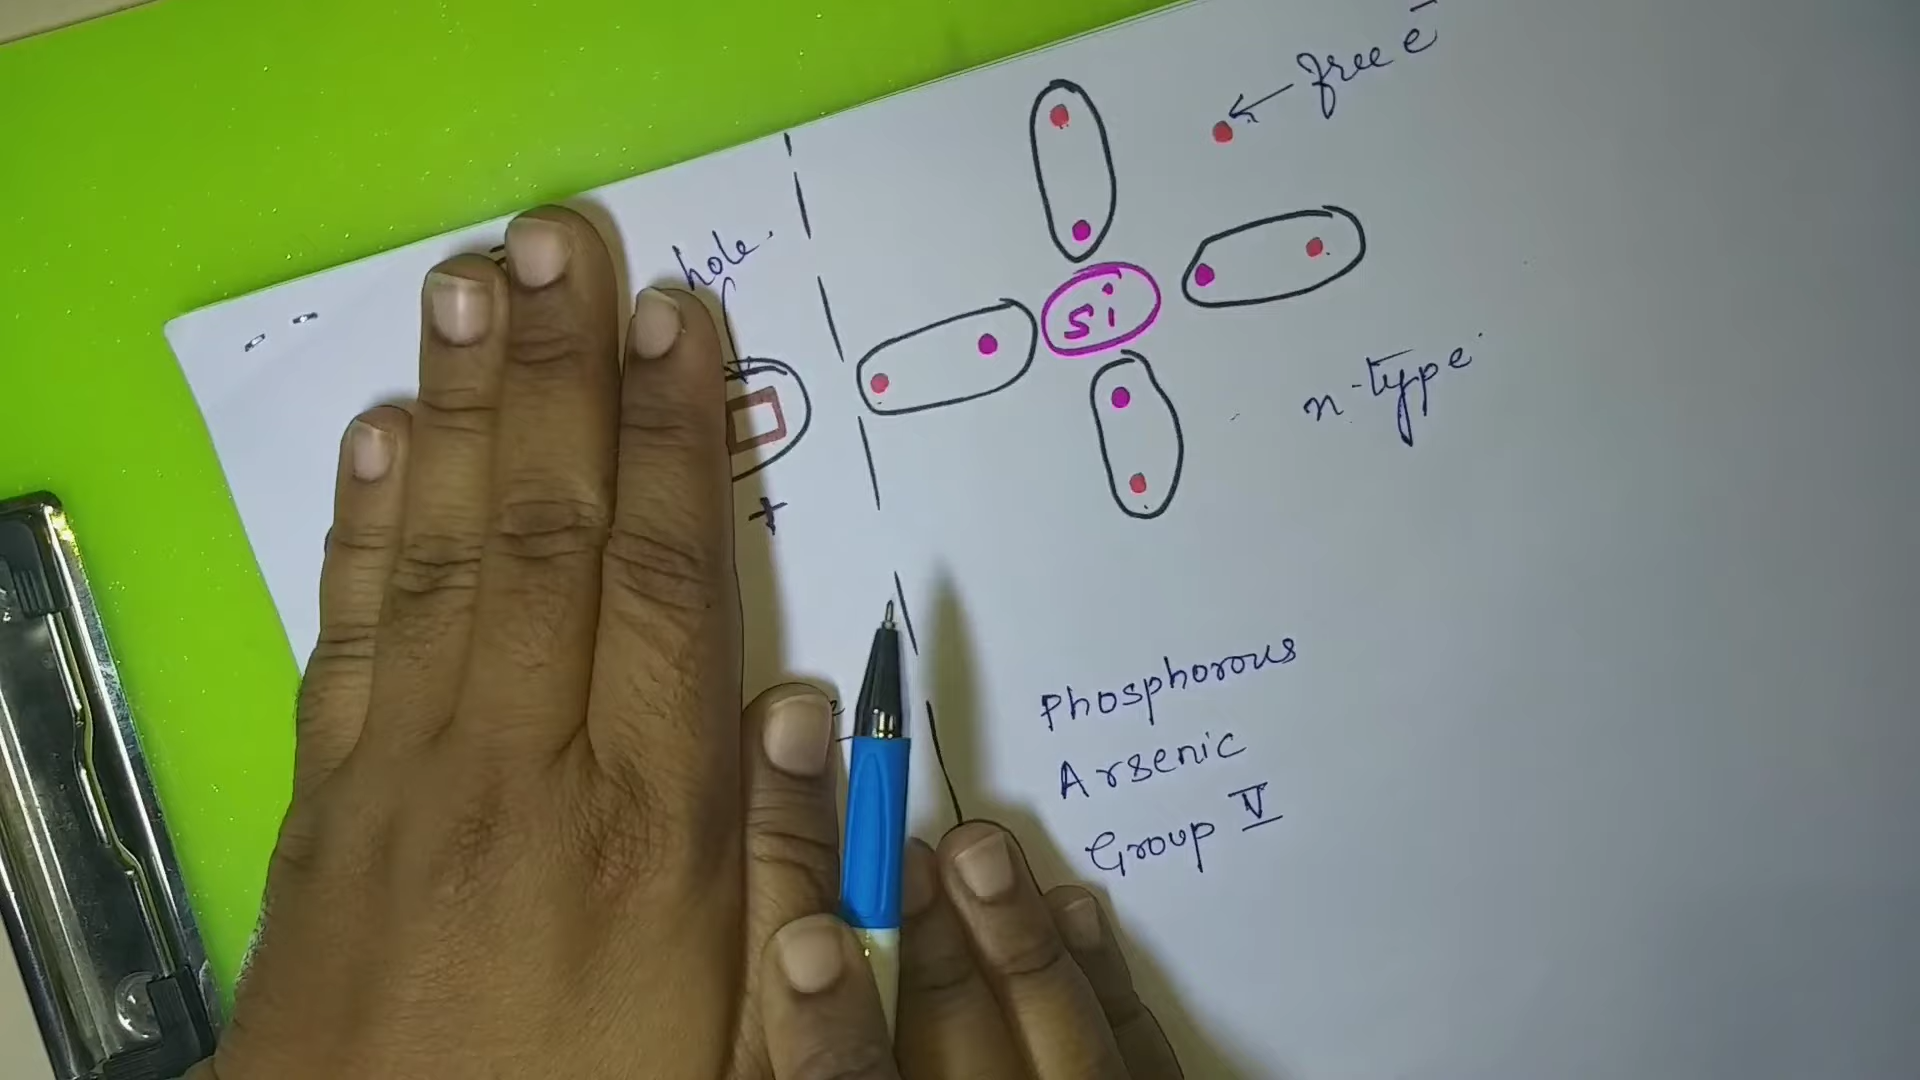 free e⁻
hole
si
n-type
+
Phosphorous
Arsenic
Group V